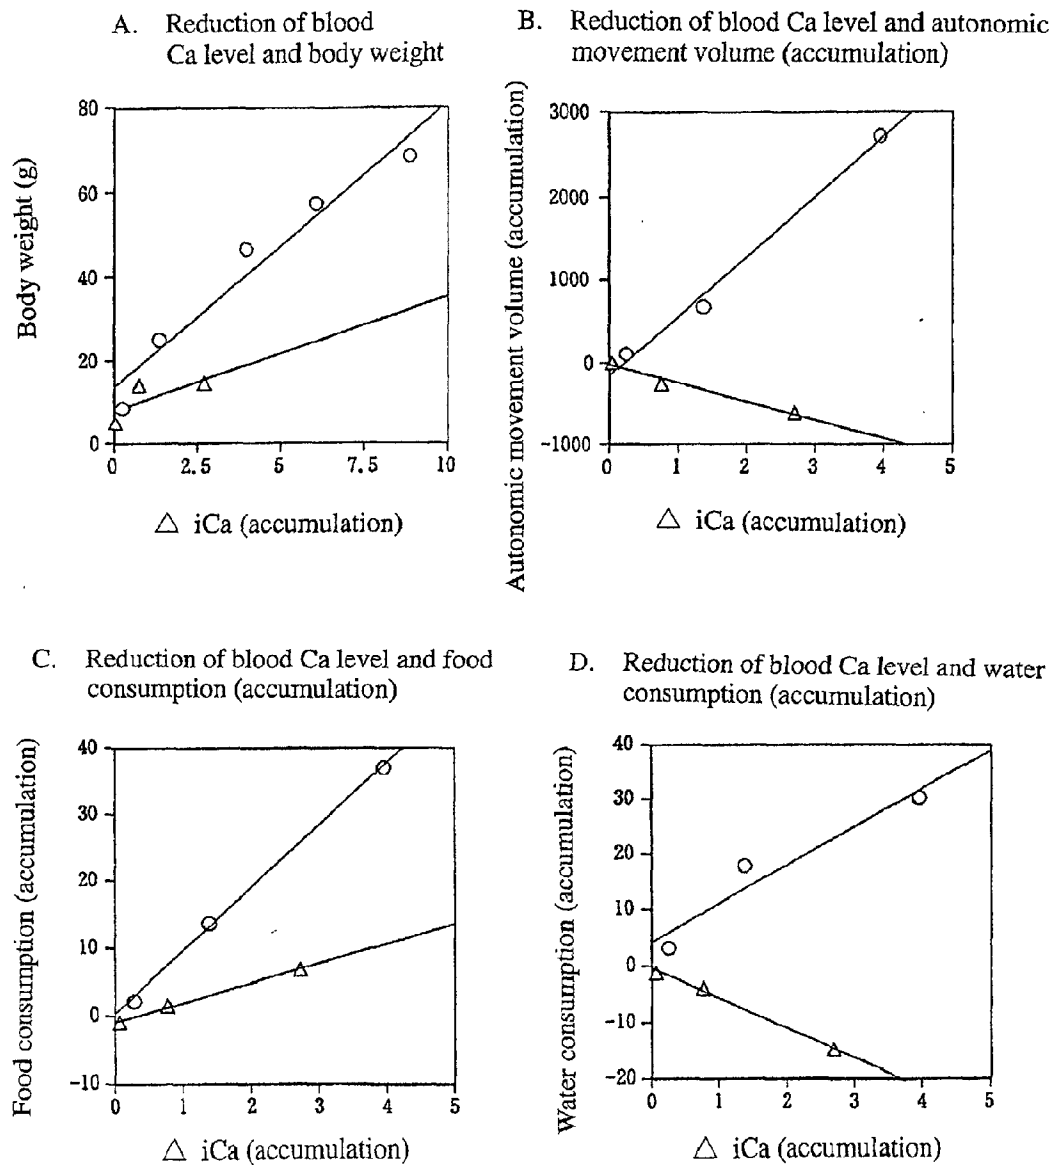 A. Reduction of blood
Ca level and body weight
Body weight (g)
80
60
40
20
0
0 2.5 5 7.5 10
△ iCa (accumulation)
B. Reduction of blood Ca level and autonomic
movement volume (accumulation)
Autonomic movement volume (accumulation)
3000
2000
1000
0
-1000
0 1 2 3 4 5
△ iCa (accumulation)
C. Reduction of blood Ca level and food
consumption (accumulation)
Food consumption (accumulation)
40
30
20
10
0
-10
0 1 2 3 4 5
△ iCa (accumulation)
D. Reduction of blood Ca level and water
consumption (accumulation)
Water consumption (accumulation)
40
30
20
10
0
-10
-20
0 1 2 3 4 5
△ iCa (accumulation)